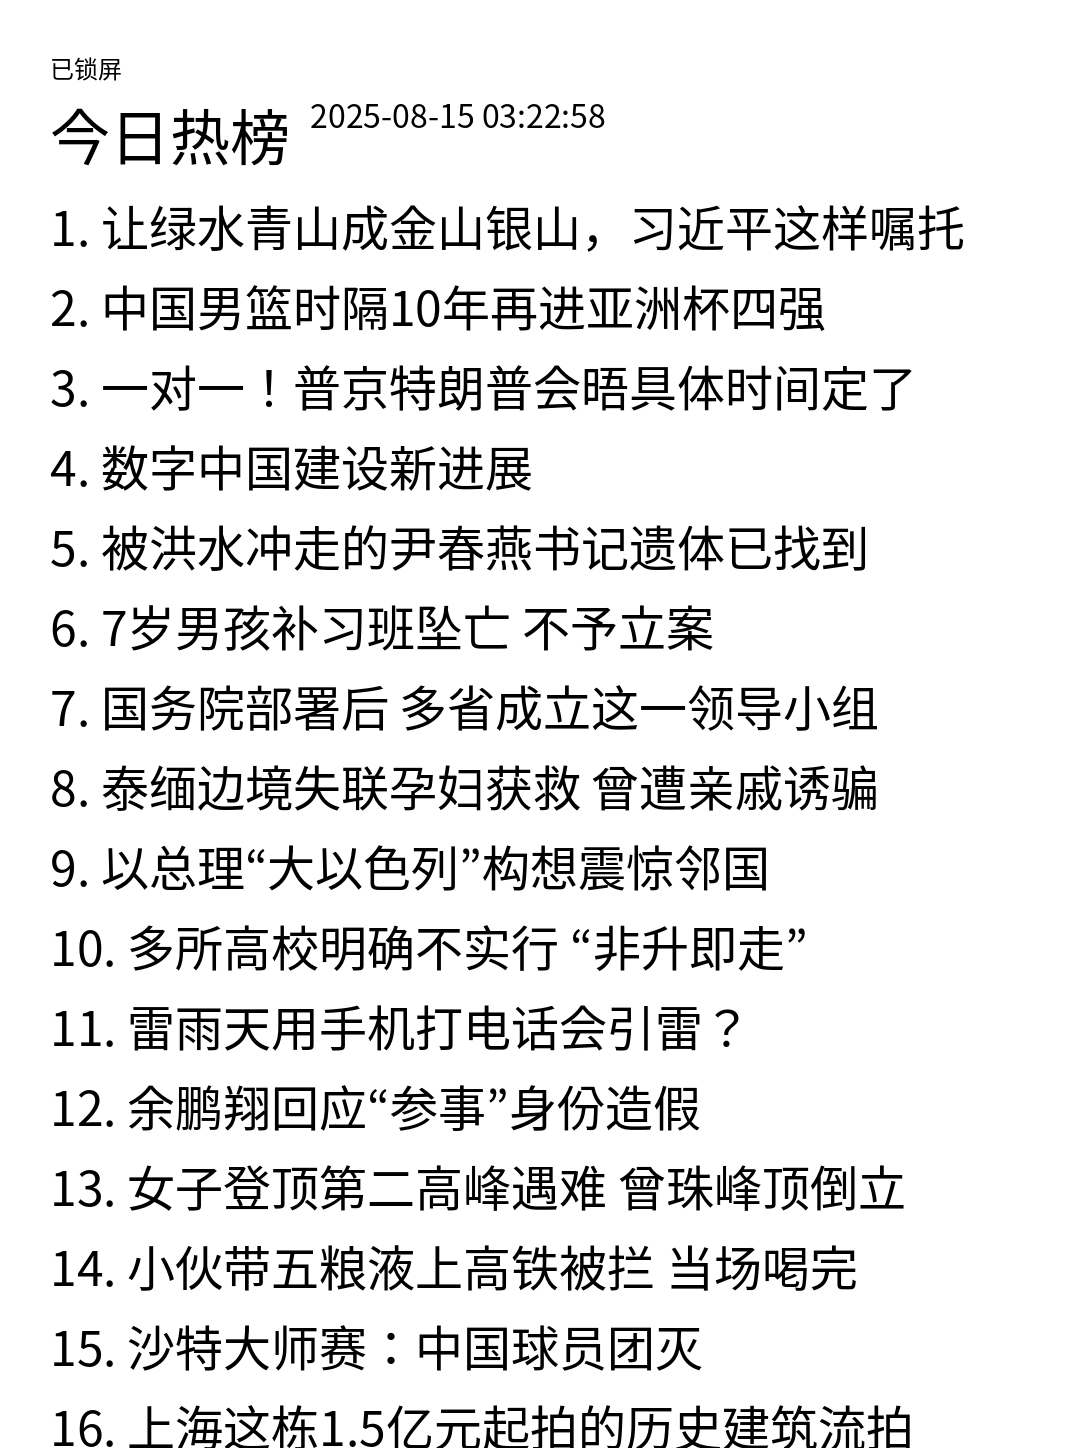 已锁屏
今日热榜 2025-08-15 03:22:58
1. 让绿水青山成金山银山，习近平这样嘱托
2. 中国男篮时隔10年再进亚洲杯四强
3. 一对一！普京特朗普会晤具体时间定了
4. 数字中国建设新进展
5. 被洪水冲走的尹春燕书记遗体已找到
6. 7岁男孩补习班坠亡 不予立案
7. 国务院部署后 多省成立这一领导小组
8. 泰缅边境失联孕妇获救 曾遭亲戚诱骗
9. 以总理“大以色列”构想震惊邻国
10. 多所高校明确不实行 “非升即走”
11. 雷雨天用手机打电话会引雷？
12. 余鹏翔回应“参事”身份造假
13. 女子登顶第二高峰遇难 曾珠峰顶倒立
14. 小伙带五粮液上高铁被拦 当场喝完
15. 沙特大师赛：中国球员团灭
16. 上海这栋1.5亿元起拍的历史建筑流拍